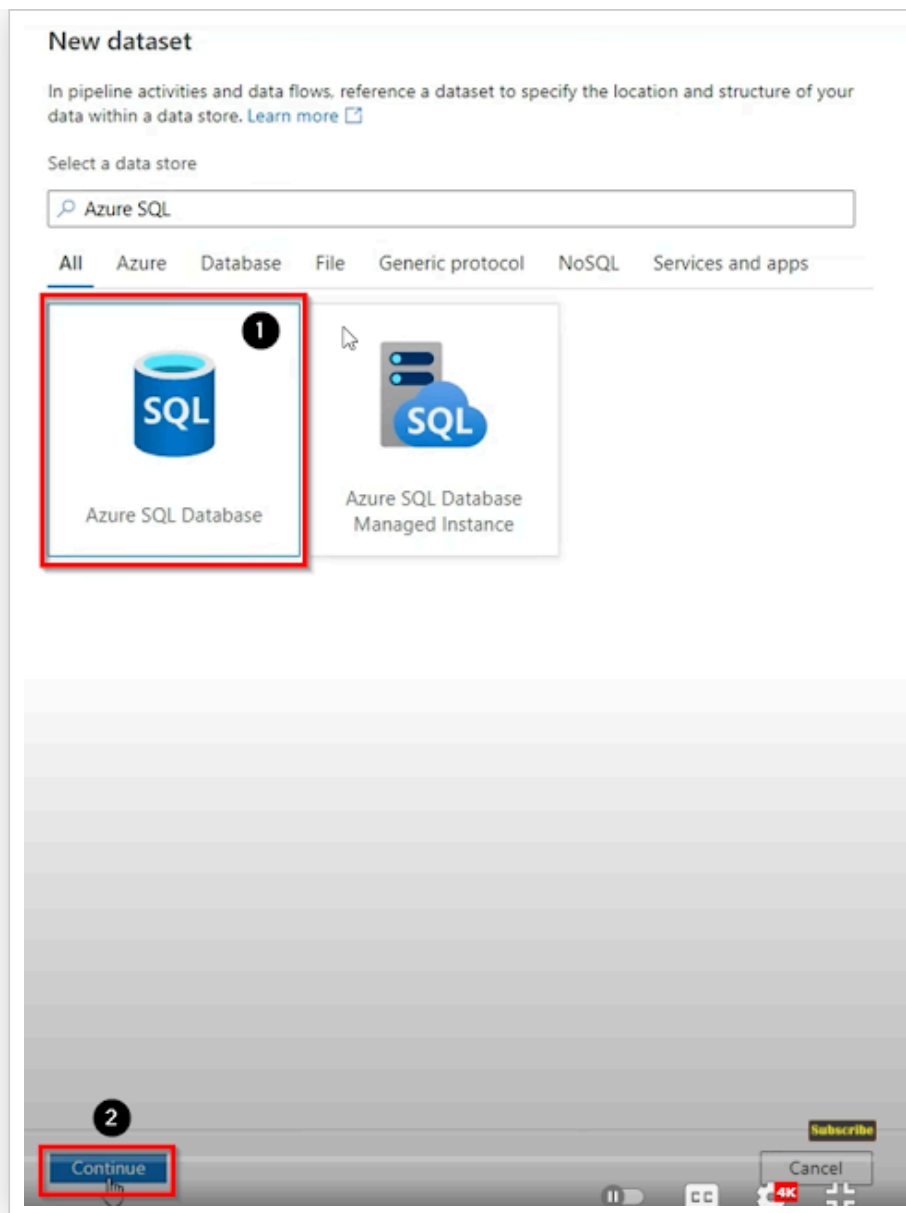 New dataset
In pipeline activities and data flows, reference a dataset to specify the location and structure of your
data within a data store. Learn more
Select a data store
Azure SQL
All Azure Database File Generic protocol NoSQL Services and apps
1
SQL
SQL
Azure SQL Database
Azure SQL Database
Managed Instance
2
Subscribe
Continue
Cancel
CC
4K